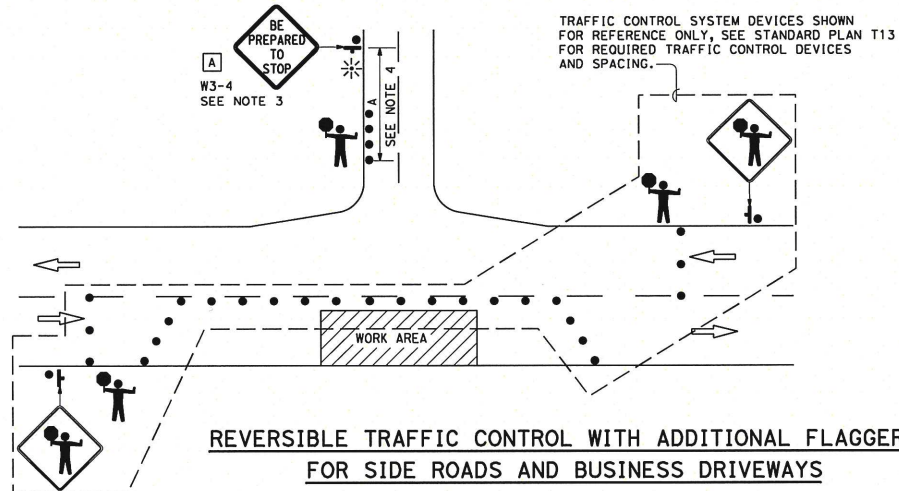 BE
PREPARED
TO
STOP
A
W3-4
SEE NOTE 3
A
SEE NOTE 4
TRAFFIC CONTROL SYSTEM DEVICES SHOWN
FOR REFERENCE ONLY, SEE STANDARD PLAN T13
FOR REQUIRED TRAFFIC CONTROL DEVICES
AND SPACING.
WORK AREA
REVERSIBLE TRAFFIC CONTROL WITH ADDITIONAL FLAGGER
FOR SIDE ROADS AND BUSINESS DRIVEWAYS